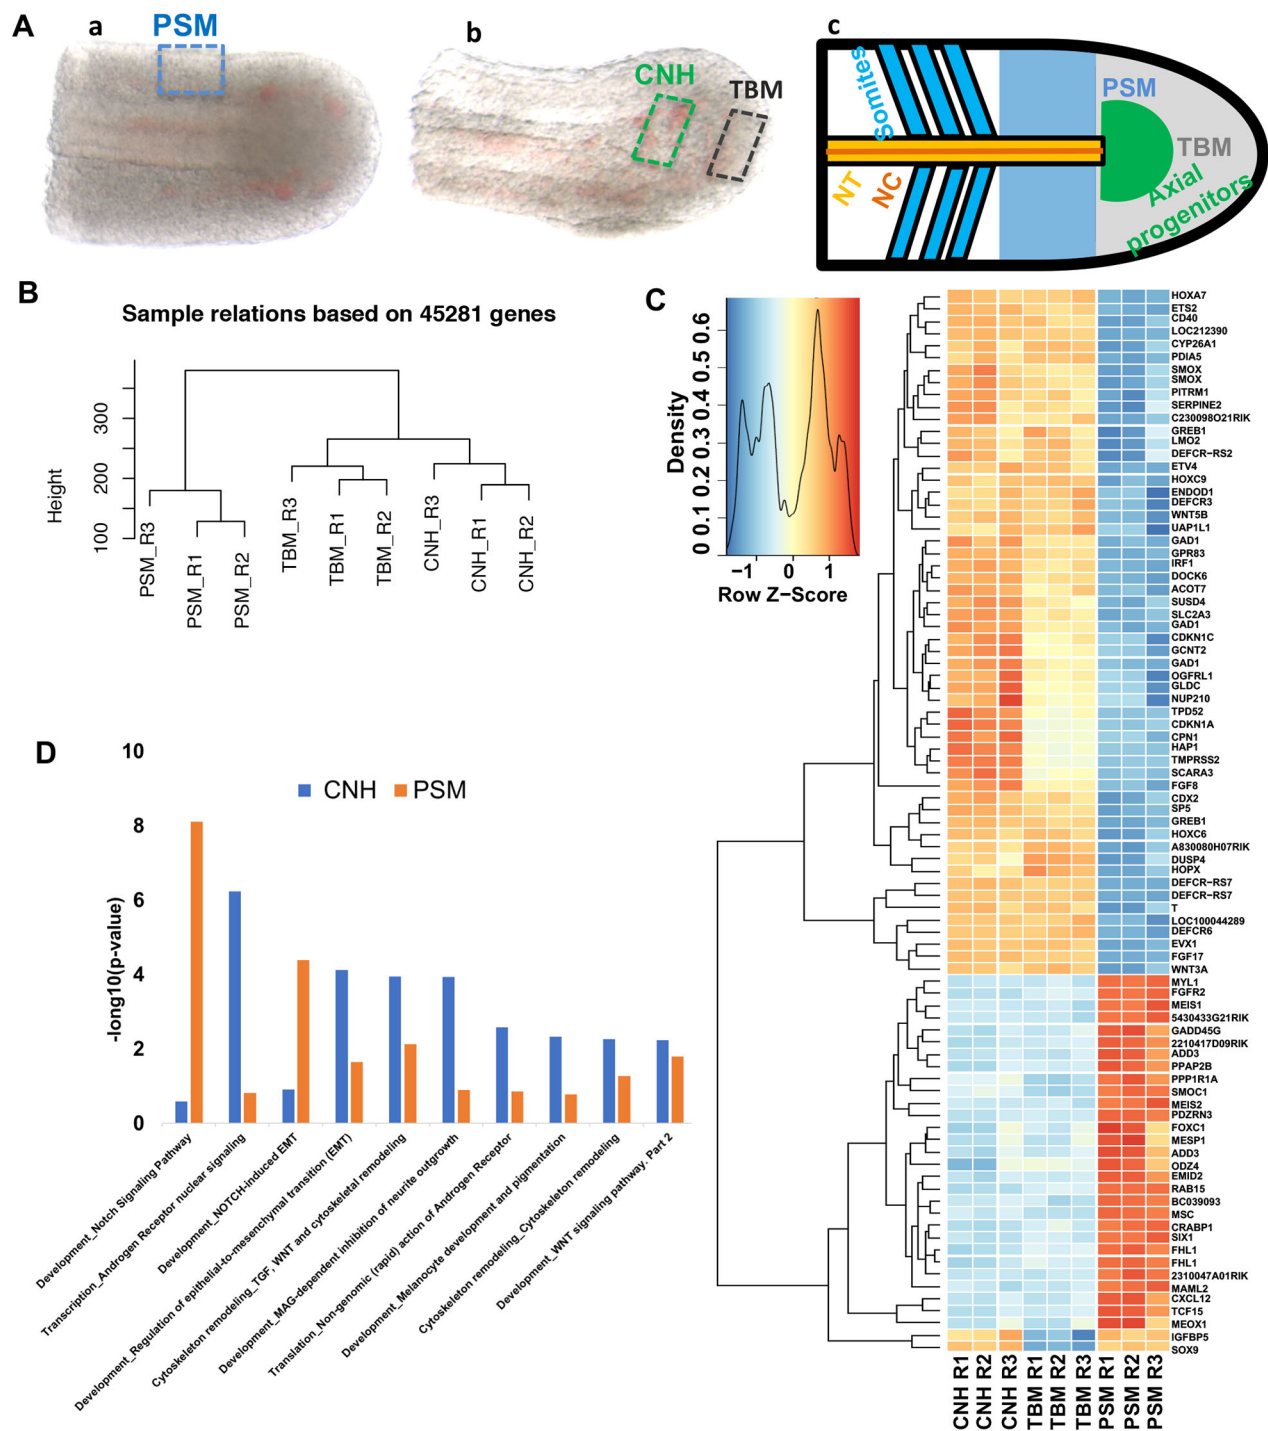 A
a
PSM
b
CNH
TBM
c
Somites
PSM
TBM
NT
NC
Axial
progenitors
B
Sample relations based on 45281 genes
Height
100
200
300
PSM_R3
PSM_R1
PSM_R2
TBM_R3
TBM_R1
TBM_R2
CNH_R3
CNH_R1
CNH_R2
C
Density
0 0.1 0.2 0.3 0.4 0.5 0.6
−1 0 1
Row Z−Score
HOXA7
ETS2
CD40
LOC212390
CYP26A1
PDIA5
SMOX
SMOX
PITRM1
SERPINE2
C230098O21RIK
GREB1
LMO2
DEFCR−RS2
ETV4
HOXC9
ENDOD1
DEFCR3
WNT5B
UAP1L1
GAD1
GPR83
IRF1
DOCK6
ACOT7
SUSD4
SLC2A3
GAD1
CDKN1C
GCNT2
GAD1
OGFRL1
GLDC
NUP210
TPD52
CDKN1A
CPN1
HAP1
TMPRSS2
SCARA3
FGF8
CDX2
SP5
GREB1
HOXC6
A830080H07RIK
DUSP4
HOPX
DEFCR−RS7
DEFCR−RS7
T
LOC100044289
DEFCR6
EVX1
FGF17
WNT3A
MYL1
FGFR2
MEIS1
5430433G21RIK
GADD45G
2210417D09RIK
ADD3
PPAP2B
PPP1R1A
SMOC1
MEIS2
PDZRN3
FOXC1
MESP1
ADD3
ODZ4
EMID2
RAB15
BC039093
MSC
CRABP1
SIX1
FHL1
FHL1
2310047A01RIK
MAML2
CXCL12
TCF15
MEOX1
IGFBP5
SOX9
CNH R1
CNH R2
CNH R3
TBM R1
TBM R2
TBM R3
PSM R1
PSM R2
PSM R3
D
CNH PSM
-long10(p-value)
10
8
6
4
2
0
Development_Notch Signaling Pathway
Transcription_Androgen Receptor nuclear signaling
Development_NOTCH-induced EMT
Development_Regulation of epithelial-to-mesenchymal transition (EMT)
Cytoskeleton remodeling_TGF, WNT and cytoskeletal remodeling
Development_MAG-dependent inhibition of neurite outgrowth
Translation_Non-genomic (rapid) action of Androgen Receptor
Development_Melanocyte development and pigmentation
Cytoskeleton remodeling_Cytoskeleton remodeling
Development_WNT signaling pathway. Part 2